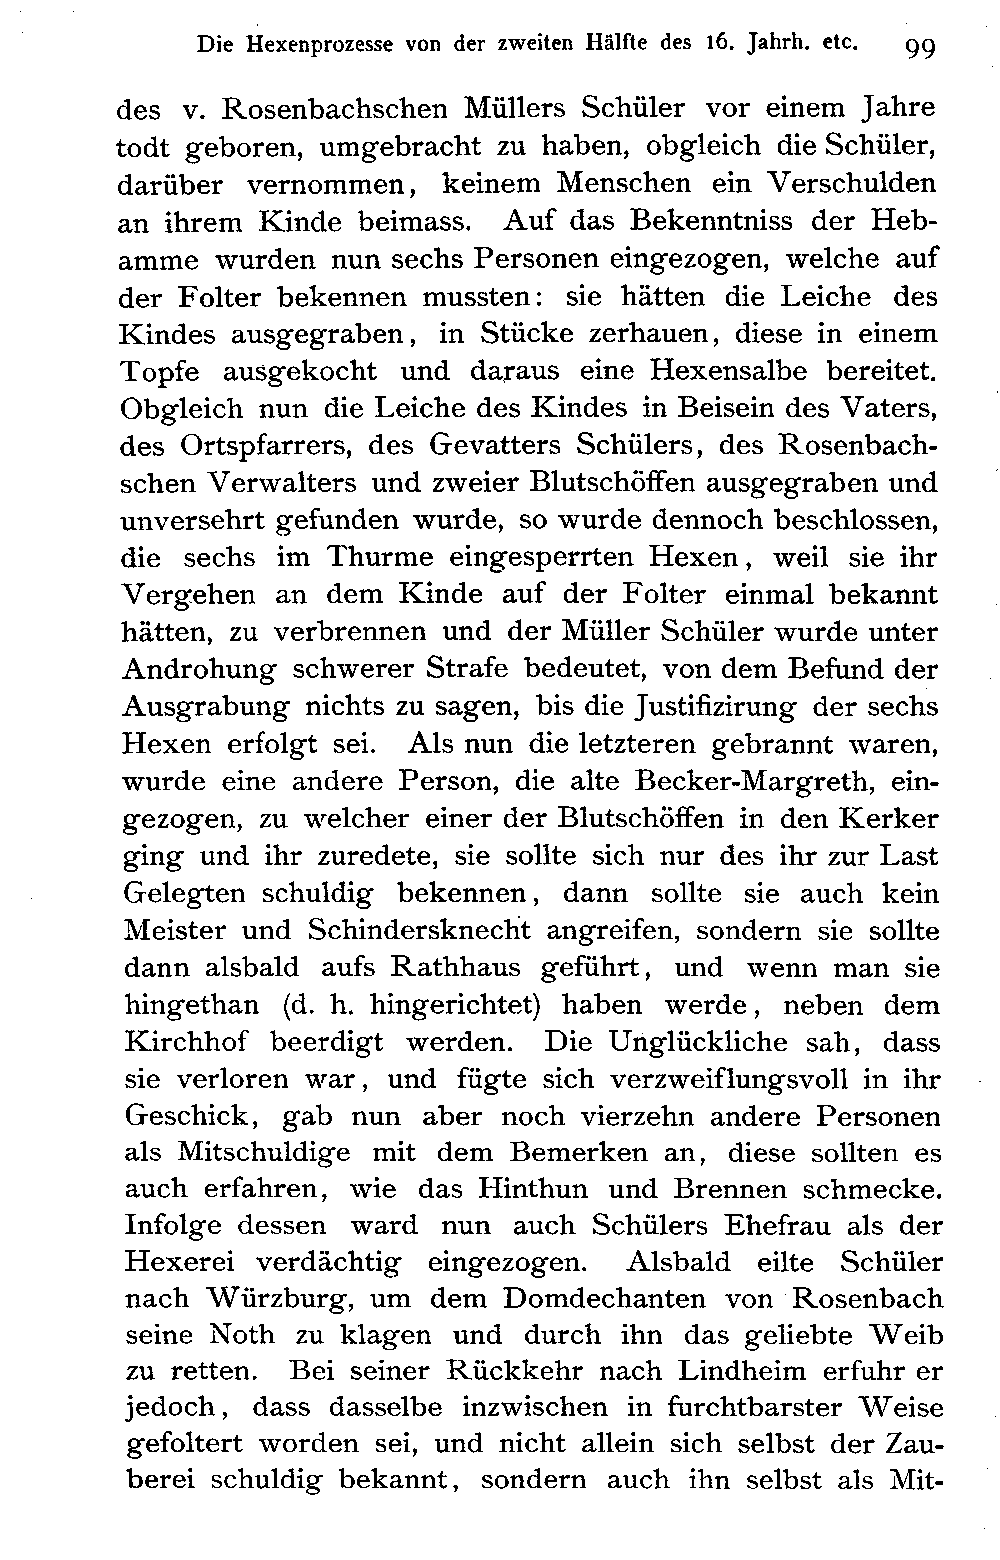 Die Hexenprozesse von der zweiten Hälfte des 16. Jahrh. etc. 99
des v. Rosenbachschen Müllers Schüler vor einem Jahre
todt geboren, umgebracht zu haben, obgleich die Schüler,
darüber vernommen, keinem Menschen ein Verschulden
an ihrem Kinde beimass. Auf das Bekenntniss der Heb-
amme wurden nun sechs Personen eingezogen, welche auf
der Folter bekennen mussten: sie hätten die Leiche des
Kindes ausgegraben, in Stücke zerhauen, diese in einem
Topfe ausgekocht und daraus eine Hexensalbe bereitet.
Obgleich nun die Leiche des Kindes in Beisein des Vaters,
des Ortspfarrers, des Gevatters Schülers, des Rosenbach-
schen Verwalters und zweier Blutschöffen ausgegraben und
unversehrt gefunden wurde, so wurde dennoch beschlossen,
die sechs im Thurme eingesperrten Hexen, weil sie ihr
Vergehen an dem Kinde auf der Folter einmal bekannt
hätten, zu verbrennen und der Müller Schüler wurde unter
Androhung schwerer Strafe bedeutet, von dem Befund der
Ausgrabung nichts zu sagen, bis die Justifizirung der sechs
Hexen erfolgt sei. Als nun die letzteren gebrannt waren,
wurde eine andere Person, die alte Becker-Margreth, ein-
gezogen, zu welcher einer der Blutschöffen in den Kerker
ging und ihr zuredete, sie sollte sich nur des ihr zur Last
Gelegten schuldig bekennen, dann sollte sie auch kein
Meister und Schindersknecht angreifen, sondern sie sollte
dann alsbald aufs Rathhaus geführt, und wenn man sie
hingethan (d. h. hingerichtet) haben werde, neben dem
Kirchhof beerdigt werden. Die Unglückliche sah, dass
sie verloren war, und fügte sich verzweiflungsvoll in ihr
Geschick, gab nun aber noch vierzehn andere Personen
als Mitschuldige mit dem Bemerken an, diese sollten es
auch erfahren, wie das Hinthun und Brennen schmecke.
Infolge dessen ward nun auch Schülers Ehefrau als der
Hexerei verdächtig eingezogen. Alsbald eilte Schüler
nach Würzburg, um dem Domdechanten von Rosenbach
seine Noth zu klagen und durch ihn das geliebte Weib
zu retten. Bei seiner Rückkehr nach Lindheim erfuhr er
jedoch, dass dasselbe inzwischen in furchtbarster Weise
gefoltert worden sei, und nicht allein sich selbst der Zau-
berei schuldig bekannt, sondern auch ihn selbst als Mit-